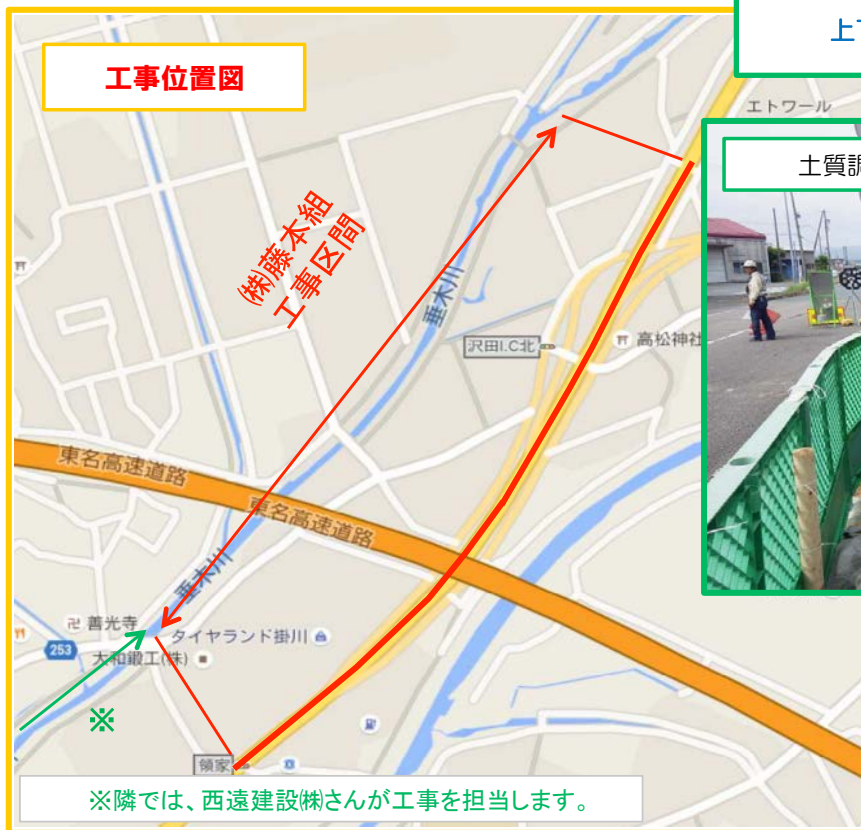 工事位置図
上下
エトワール
土質調
㈱藤本組
工事区間
垂木川
沢田I.C北
高松神社
東名高速道路
東名高速道路
垂木川
卍 善光寺
タイヤランド掛川
253
大和鍛工(株)
※
領家
※隣では、西遠建設㈱さんが工事を担当します。